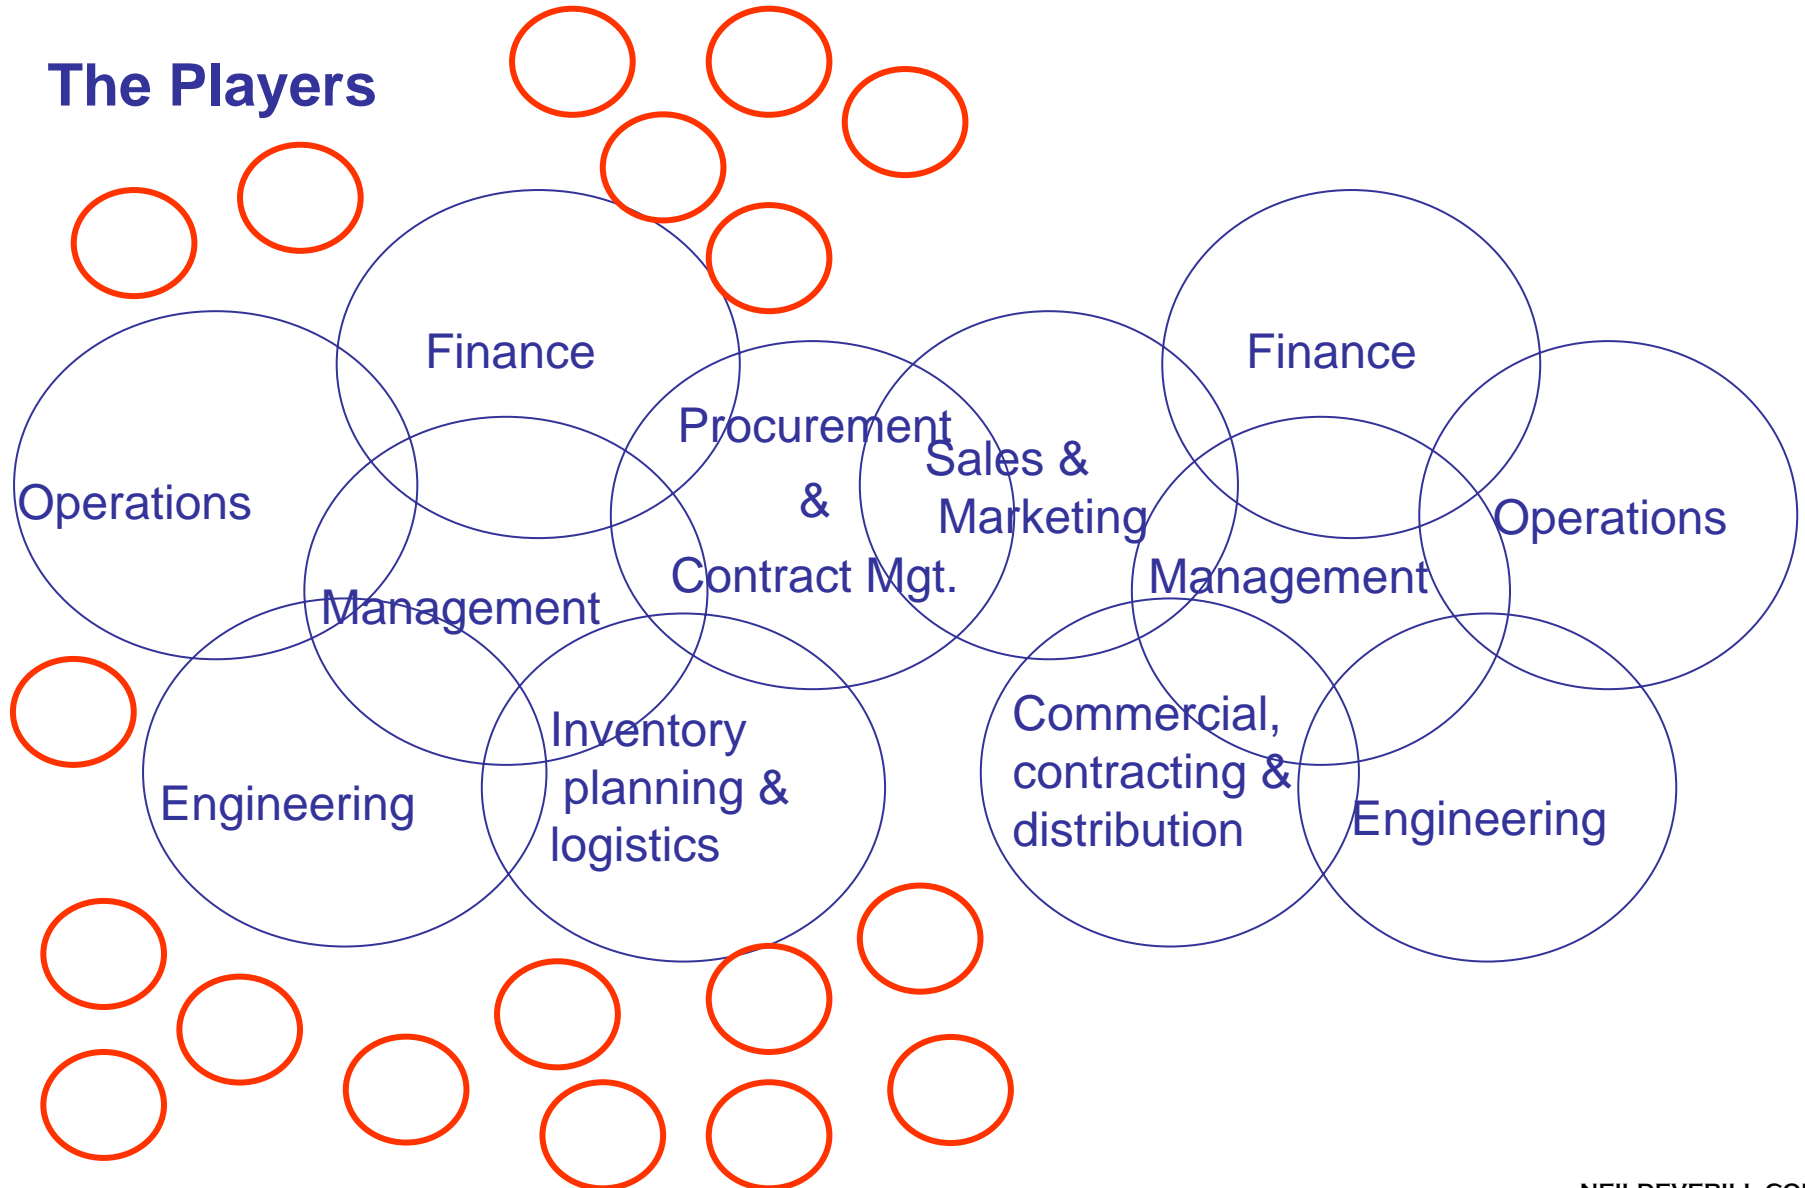 The Players
Finance
Finance
Procurement
&
Contract Mgt.
Sales &
Marketing
Operations
Operations
Management
Management
Inventory
planning &
logistics
Commercial,
contracting &
distribution
Engineering
Engineering